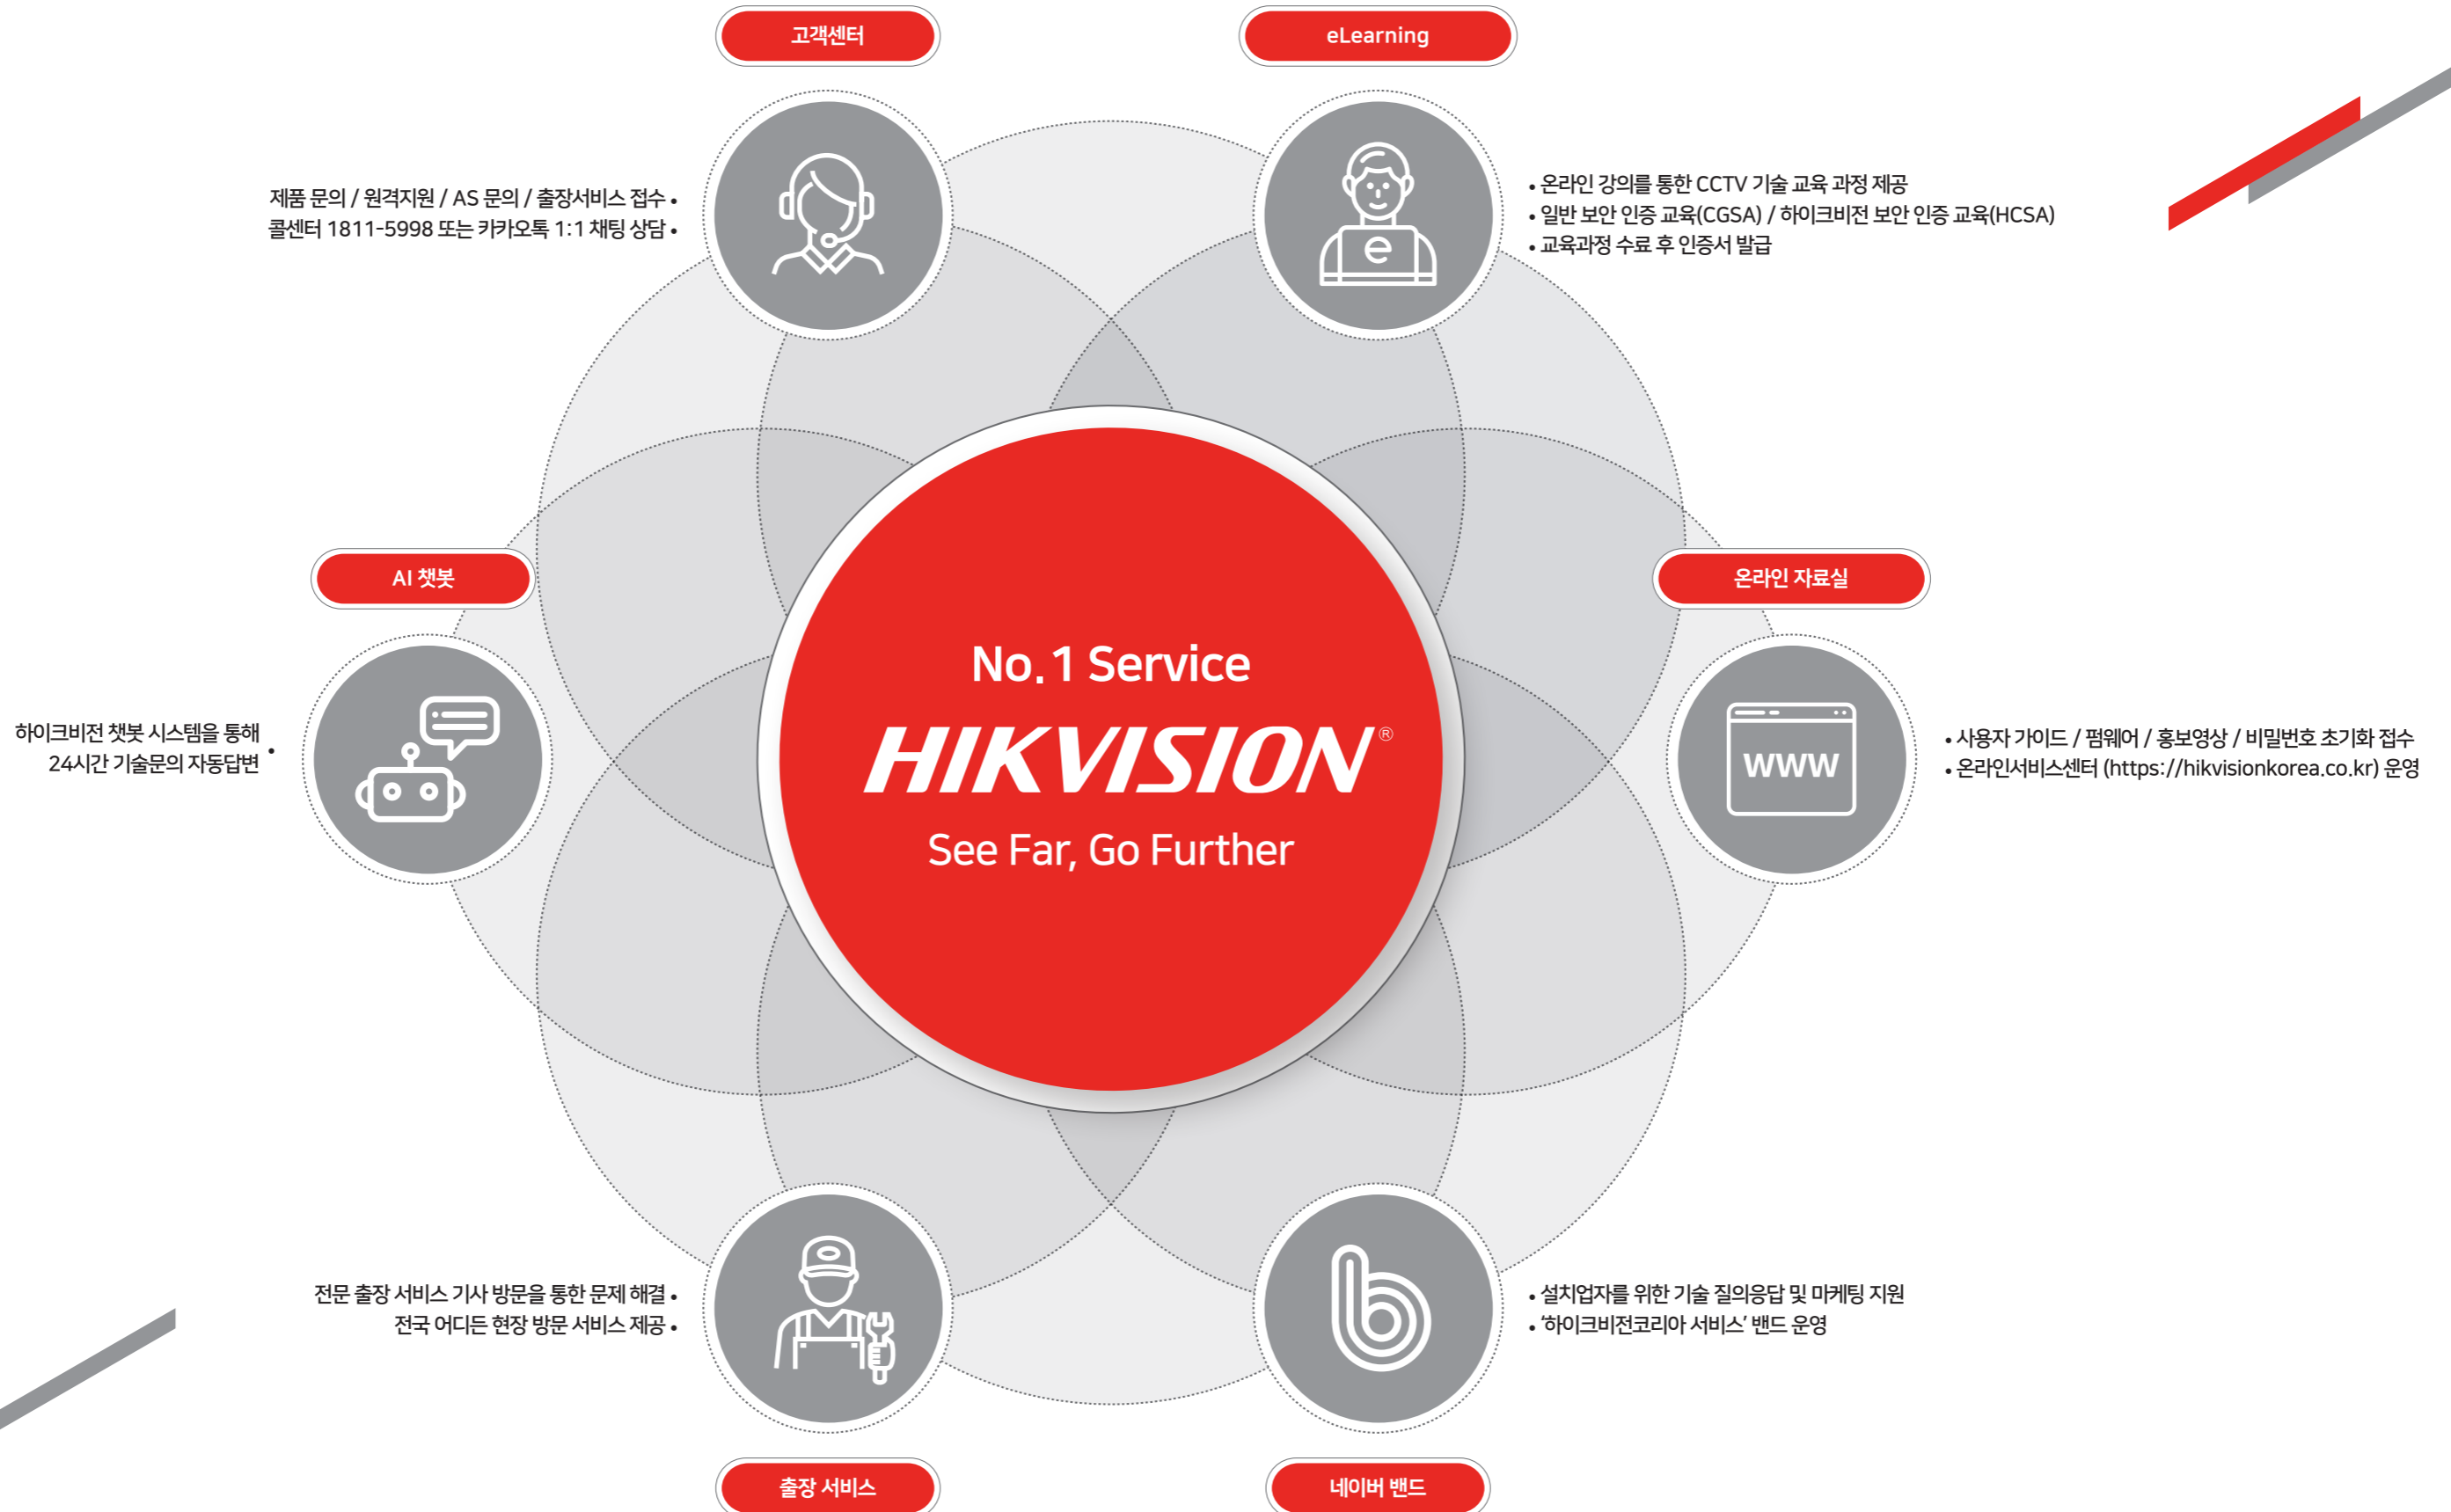 고객센터
제품 문의 / 원격지원 / AS 문의 / 출장서비스 접수 •
콜센터 1811-5998 또는 카카오톡 1:1 채팅 상담 •
eLearning
e
• 온라인 강의를 통한 CCTV 기술 교육 과정 제공
• 일반 보안 인증 교육(CGSA) / 하이크비전 보안 인증 교육(HCSA)
• 교육과정 수료 후 인증서 발급
AI 챗봇
하이크비전 챗봇 시스템을 통해
24시간 기술문의 자동답변 •
No.1 Service
HIKVISION®
See Far, Go Further
온라인 자료실
WWW
• 사용자 가이드 / 펌웨어 / 홍보영상 / 비밀번호 초기화 접수
• 온라인서비스센터 (https://hikvisionkorea.co.kr) 운영
전문 출장 서비스 기사 방문을 통한 문제 해결 •
전국 어디든 현장 방문 서비스 제공 •
출장 서비스
b
• 설치업자를 위한 기술 질의응답 및 마케팅 지원
• ‘하이크비전코리아 서비스’ 밴드 운영
네이버 밴드